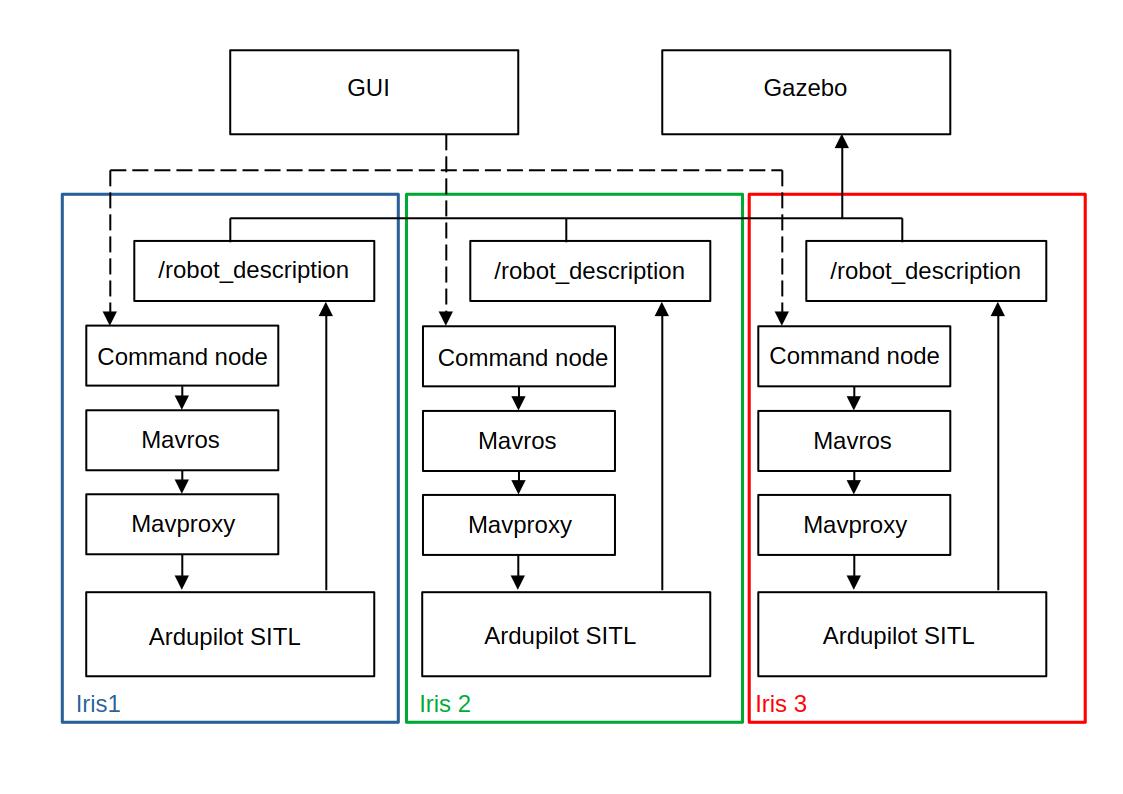 GUI
Gazebo
/robot_description
/robot_description
/robot_description
Command node
Command node
Command node
Mavros
Mavros
Mavros
Mavproxy
Mavproxy
Mavproxy
Ardupilot SITL
Ardupilot SITL
Ardupilot SITL
Iris1
Iris 2
Iris 3